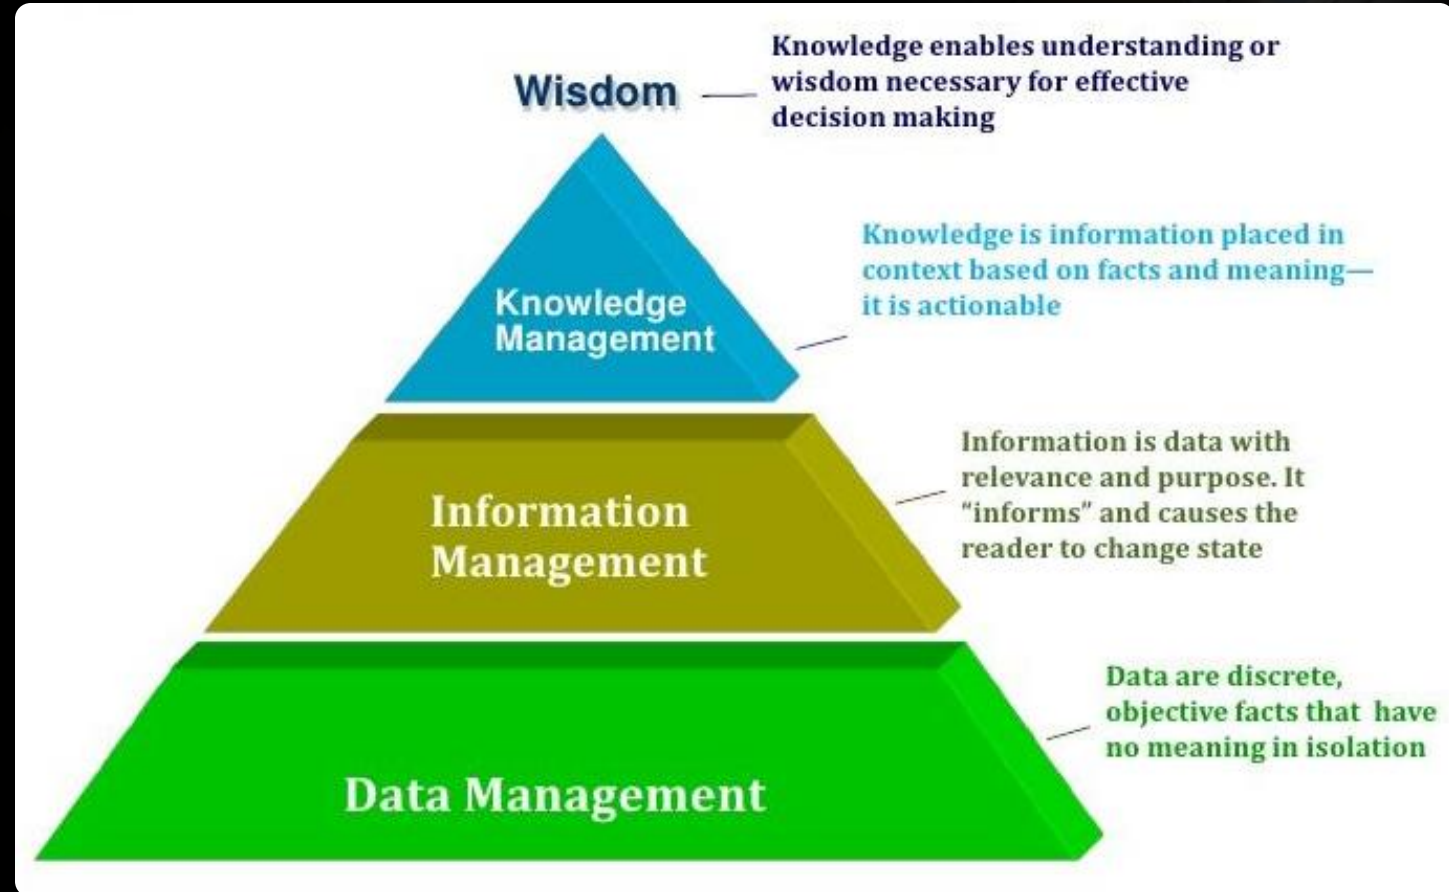 Wisdom
Knowledge enables understanding or
wisdom necessary for effective
decision making
Knowledge
Management
Knowledge is information placed in
context based on facts and meaning—
it is actionable
Information
Management
Information is data with
relevance and purpose. It
“informs” and causes the
reader to change state
Data Management
Data are discrete,
objective facts that have
no meaning in isolation